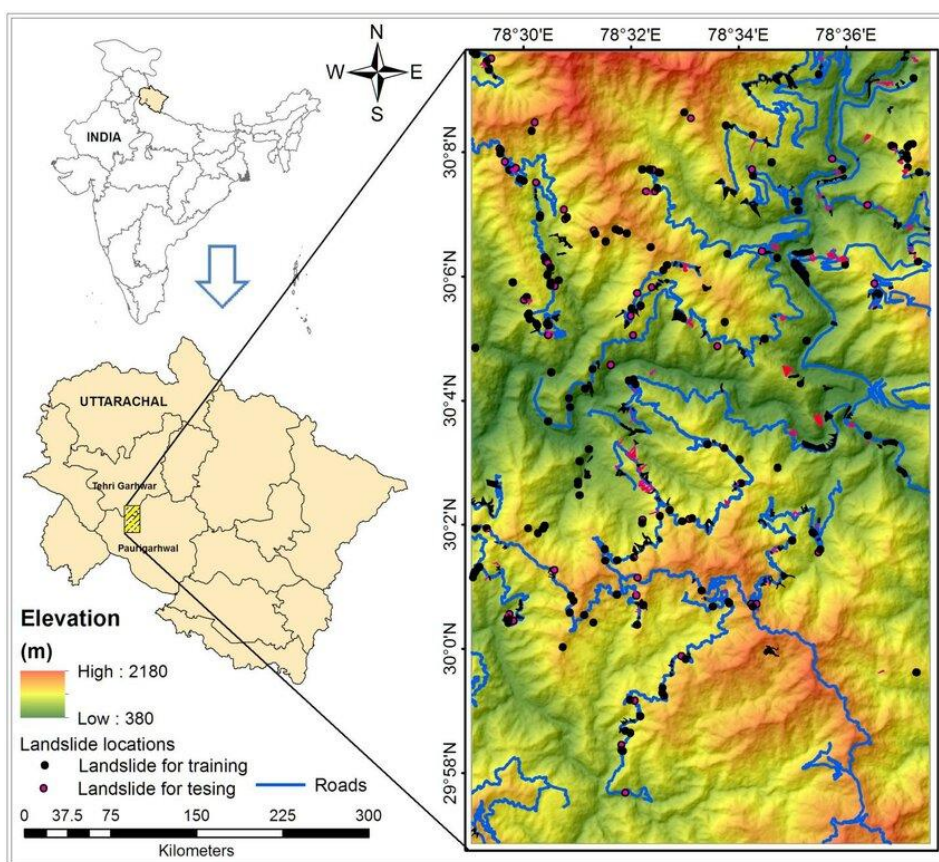 N
W E
S
INDIA
UTTARACHAL
Tehri Garhwar
Paurigarhwal
Elevation
(m)
High : 2180
Low : 380
Landslide locations
Landslide for training
Landslide for tesing
Roads
0 37.5 75 150 225 300
Kilometers
78°30'E 78°32'E 78°34'E 78°36'E
30°8'N
30°6'N
30°4'N
30°2'N
30°0'N
29°58'N